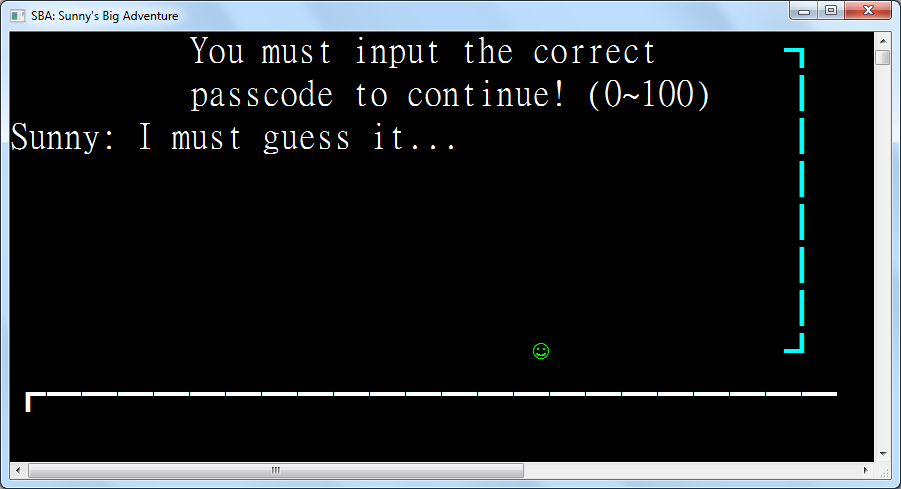 SBA: Sunny's Big Adventure
You must input the correct
passcode to continue! (0~100)
Sunny: I must guess it...